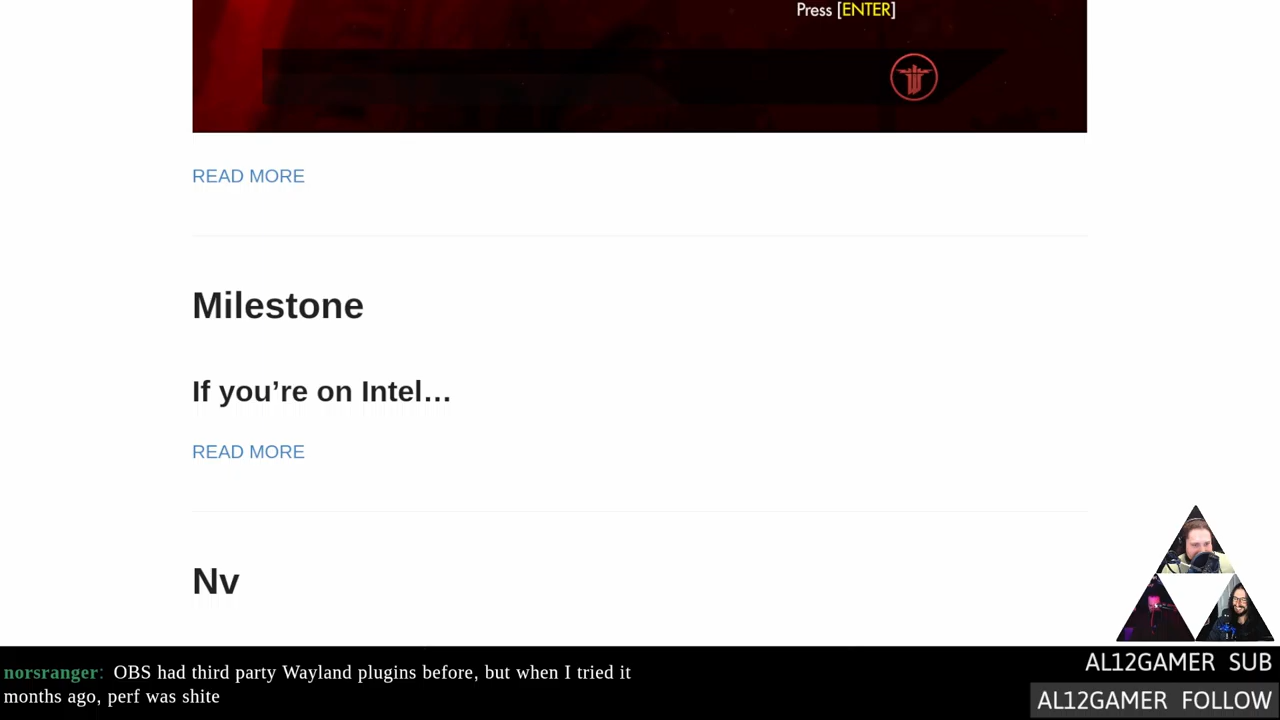 Press [ENTER]
READ MORE
Milestone
If you’re on Intel…
READ MORE
Nv
norsranger: OBS had third party Wayland plugins before, but when I tried it
months ago, perf was shite
AL12GAMER SUB
AL12GAMER FOLLOW